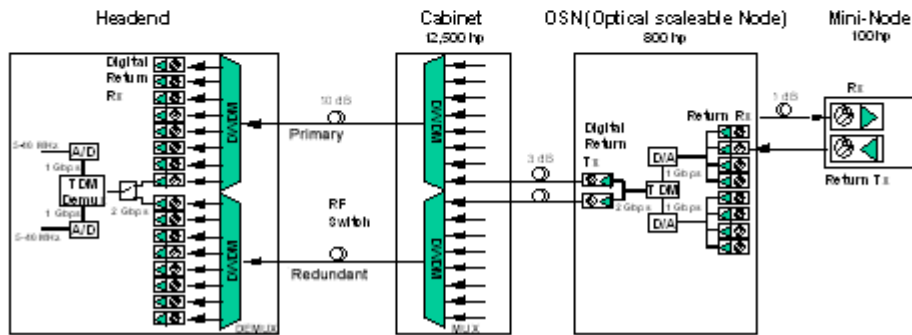 Headend
Cabinet
12,500 hp
OSN(Optical scaleable Node)
800 hp
Mini-Node
100 hp
Digital
Return
Rx
5-40 MHz
A/D
1 Gbps
TDM
Demux
1 Gbps
A/D
5-40 MHz
2 Gbps
DWDM
DWDM
DEMUX
10 dB
Primary
RF
Switch
Redundant
DWDM
DWDM
MUX
3 dB
Digital
Return
Tx
2 Gbps
TDM
D/A
1 Gbps
1 Gbps
D/A
Return Rx
1 dB
Rx
Return Tx